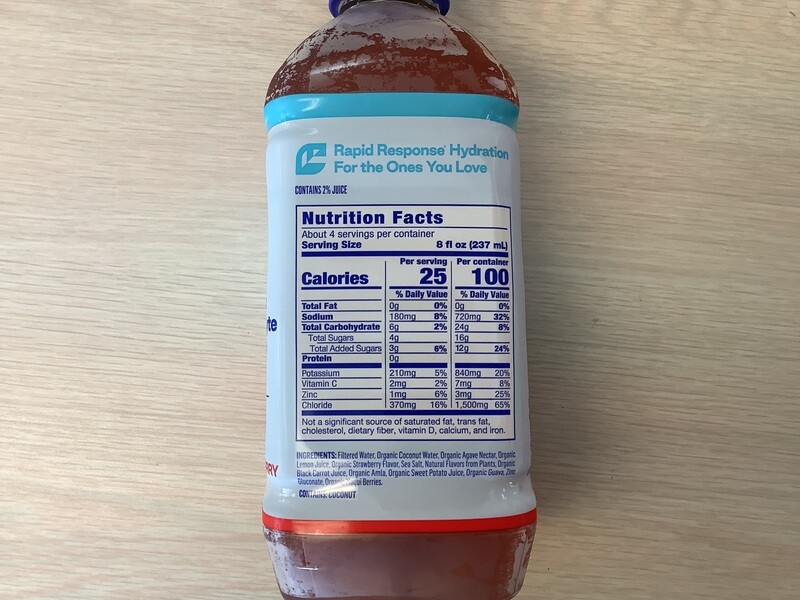 Rapid Response Hydration
For the Ones You Love
CONTAINS 2% JUICE
Nutrition Facts
About 4 servings per container
Serving Size 8 fl oz (237 mL)
Per serving Per container
Calories 25 100
% Daily Value % Daily Value
Total Fat 0g 0% 0g 0%
Sodium 180mg 8% 720mg 32%
Total Carbohydrate 6g 2% 24g 8%
Total Sugars 4g 16g
Total Added Sugars 3g 6% 12g 24%
Protein 0g
Potassium 210mg 5% 840mg 20%
Vitamin C 2mg 2% 7mg 8%
Zinc 1mg 6% 3mg 25%
Chloride 370mg 16% 1,500mg 65%
Not a significant source of saturated fat, trans fat,
cholesterol, dietary fiber, vitamin D, calcium, and iron.
te
RRY
INGREDIENTS: Filtered Water, Organic Coconut Water, Organic Agave Nectar, Organic
Lemon Juice, Organic Strawberry Flavor, Sea Salt, Natural Flavors from Plants, Organic
Black Carrot Juice, Organic Amla, Organic Sweet Potato Juice, Organic Guava, Zinc
Gluconate, Berries.
CONTAINS: COCONUT